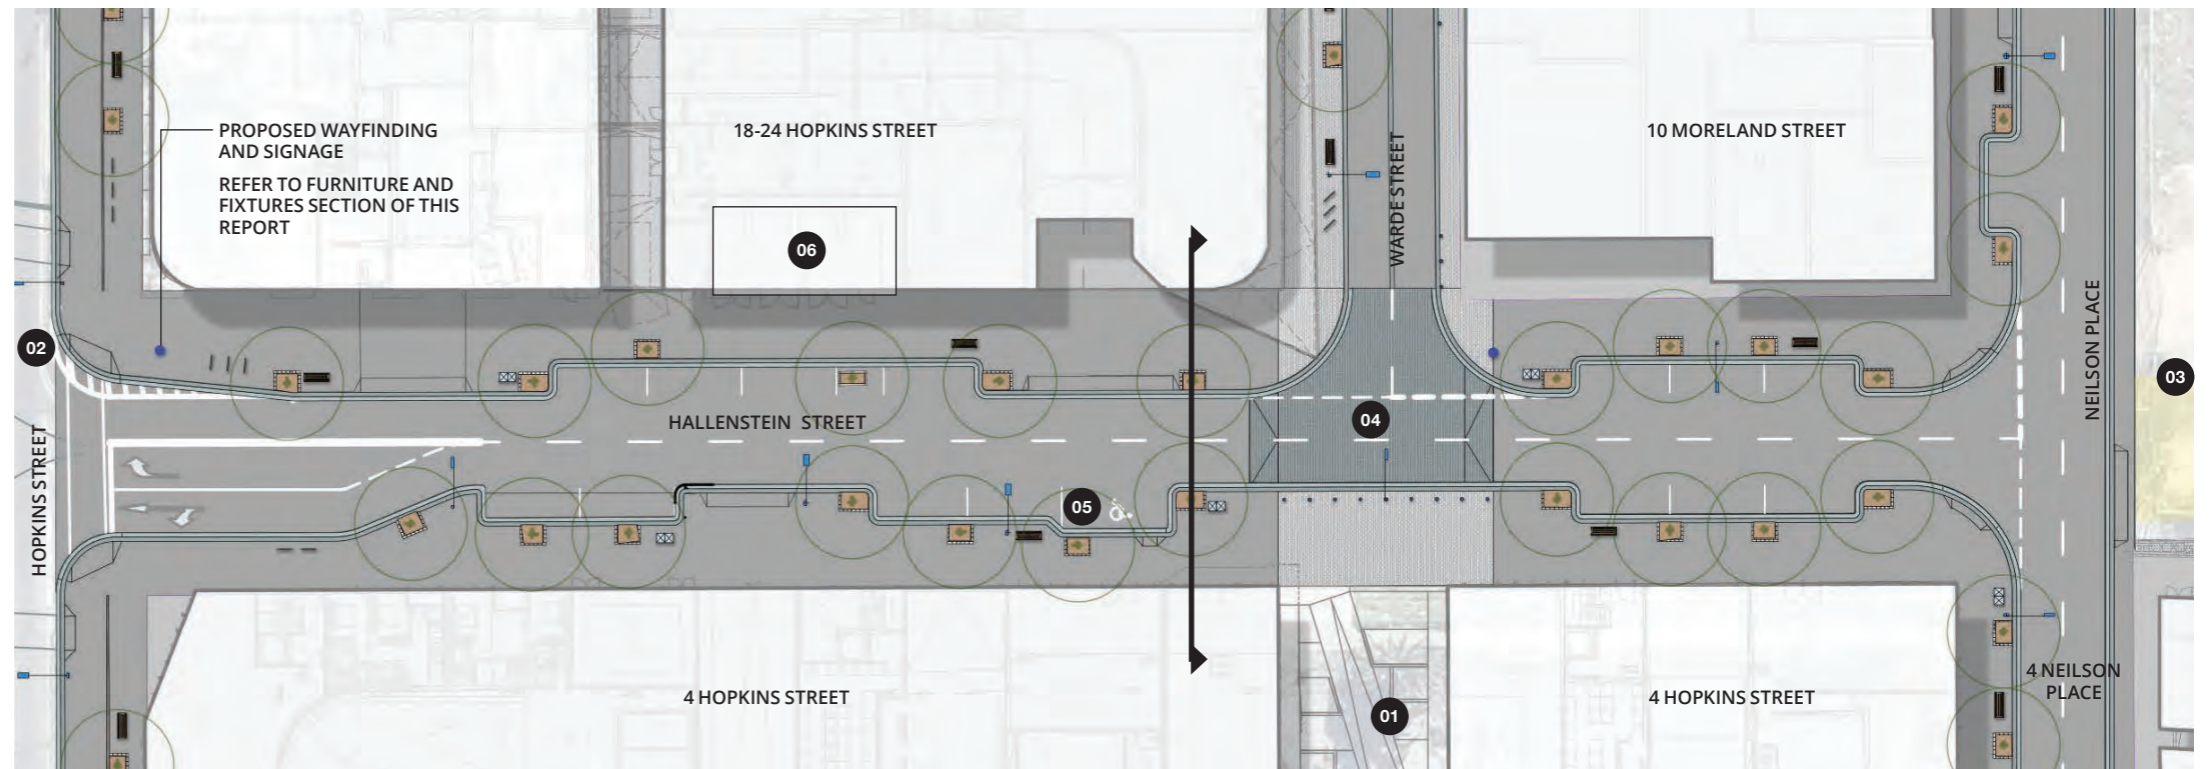 PROPOSED WAYFINDING
AND SIGNAGE
REFER TO FURNITURE AND
FIXTURES SECTION OF THIS
REPORT
18-24 HOPKINS STREET
WARDE STREET
10 MORELAND STREET
06
02
HALLENSTEIN STREET
04
NEILSON PLACE
03
HOPKINS STREET
05
4 HOPKINS STREET
01
4 HOPKINS STREET
4 NEILSON
PLACE